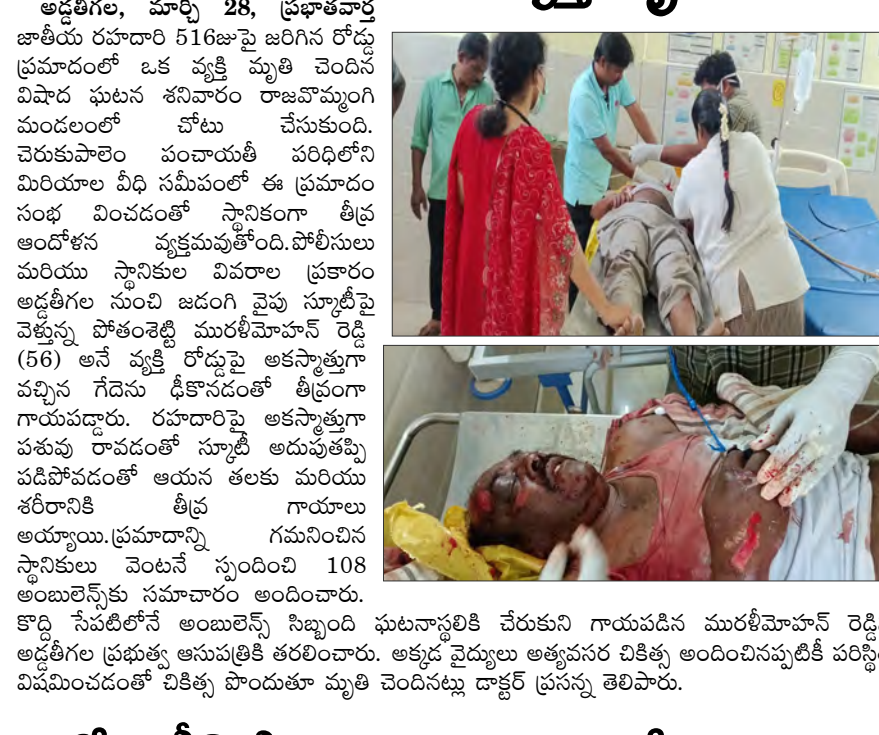 అడ్డతీగల, మార్చి 28, ప్రభాతవార్త
జాతీయ రహదారి 516జుపై జరిగిన రోడ్డు
ప్రమాదంలో ఒక వ్యక్తి మృతి చెందిన
విషాద ఘటన శనివారం రాజవొమ్మంగి
మండలంలో చోటు చేసుకుంది.
చెరుకుపాలెం పంచాయతీ పరిధిలోని
మిరియాల వీధి సమీపంలో ఈ ప్రమాదం
సంభ వించడంతో స్థానికంగా తీవ్ర
ఆందోళన వ్యక్తమవుతోంది.పోలీసులు
మరియు స్థానికుల వివరాల ప్రకారం
అడ్డతీగల నుంచి జడంగి వైపు స్కూటీపై
వెళ్తున్న పోతంశెట్టి మురళీమోహన్ రెడ్డి
(56) అనే వ్యక్తి రోడ్డుపై అకస్మాత్తుగా
వచ్చిన గేదెను ఢీకొనడంతో తీవ్రంగా
గాయపడ్డారు. రహదారిపై అకస్మాత్తుగా
పశువు రావడంతో స్కూటీ అదుపుతప్పి
పడిపోవడంతో ఆయన తలకు మరియు
శరీరానికి తీవ్ర గాయాలు
అయ్యాయి.ప్రమాదాన్ని గమనించిన
స్థానికులు వెంటనే స్పందించి 108
అంబులెన్స్‌కు సమాచారం అందించారు.
కొద్ది సేపటిలోనే అంబులెన్స్ సిబ్బంది ఘటనాస్థలికి చేరుకుని గాయపడిన మురళీమోహన్
అడ్డతీగల ప్రభుత్వ ఆసుపత్రికి తరలించారు. అక్కడ వైద్యులు అత్యవసర చికిత్స అందించినప్పటికీ
విషమించడంతో చికిత్స పొందుతూ మృతి చెందినట్లు డాక్టర్ ప్రసన్న తెలిపారు.